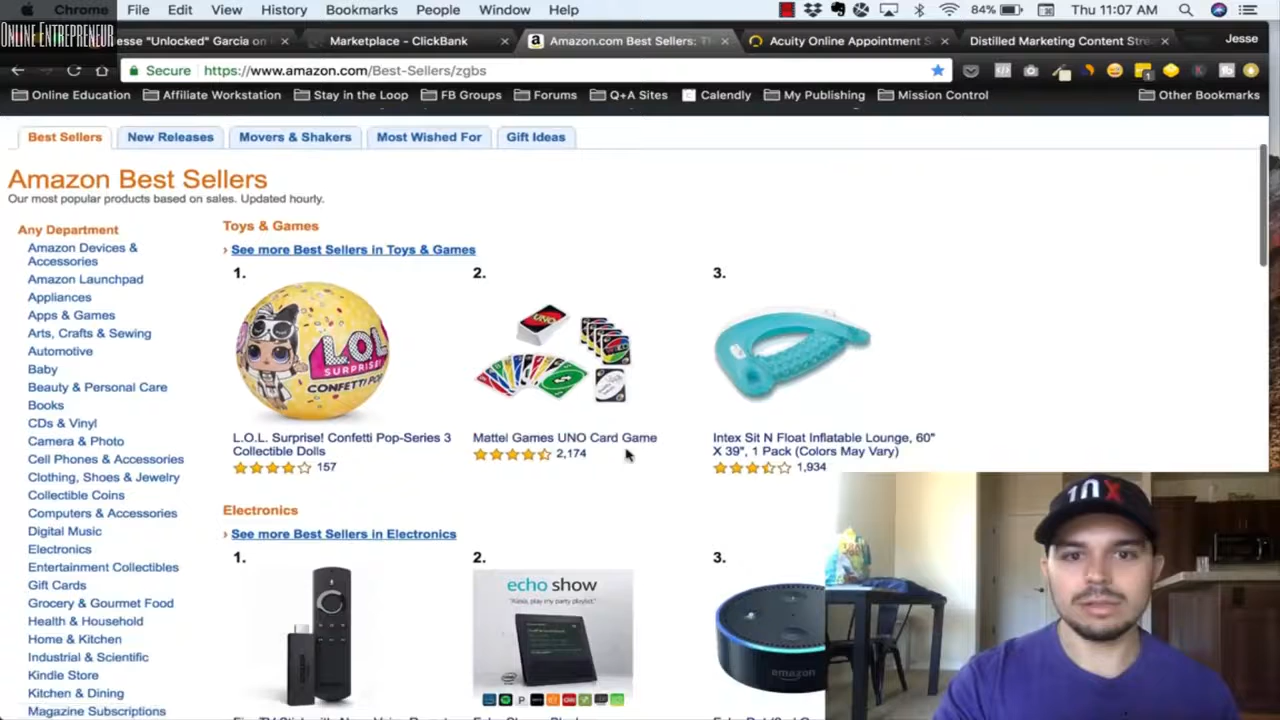 Chrome File Edit View History Bookmarks People Window Help 84% Thu 11:07 AM
ONLINE ENTREPRENEUR
esse "Unlocked" Garcia on Marketplace - ClickBank Amazon.com Best Sellers: Acuity Online Appointment S Distilled Marketing Content Stre Jesse
Secure https://www.amazon.com/Best-Sellers/zgbs
Online Education Affiliate Workstation Stay in the Loop FB Groups Forums Q+A Sites Calendly My Publishing Mission Control Other Bookmarks
Best Sellers New Releases Movers & Shakers Most Wished For Gift Ideas
Amazon Best Sellers
Our most popular products based on sales. Updated hourly.
Any Department
Amazon Devices &
Accessories
Amazon Launchpad
Appliances
Apps & Games
Arts, Crafts & Sewing
Automotive
Baby
Beauty & Personal Care
Books
CDs & Vinyl
Camera & Photo
Cell Phones & Accessories
Clothing, Shoes & Jewelry
Collectible Coins
Computers & Accessories
Digital Music
Electronics
Entertainment Collectibles
Gift Cards
Grocery & Gourmet Food
Health & Household
Home & Kitchen
Industrial & Scientific
Kindle Store
Kitchen & Dining
Magazine Subscriptions
Toys & Games
› See more Best Sellers in Toys & Games
1. 2. 3.
L.O.L.
SURPRISE!
CONFETTI POP
UNO
L.O.L. Surprise! Confetti Pop-Series 3
Collectible Dolls
157
Mattel Games UNO Card Game
2,174
Intex Sit N Float Inflatable Lounge, 60"
X 39", 1 Pack (Colors May Vary)
1,934
Electronics
› See more Best Sellers in Electronics
1. 2. 3.
echo show
"Alexa, play my party playlist."
amazon
10X